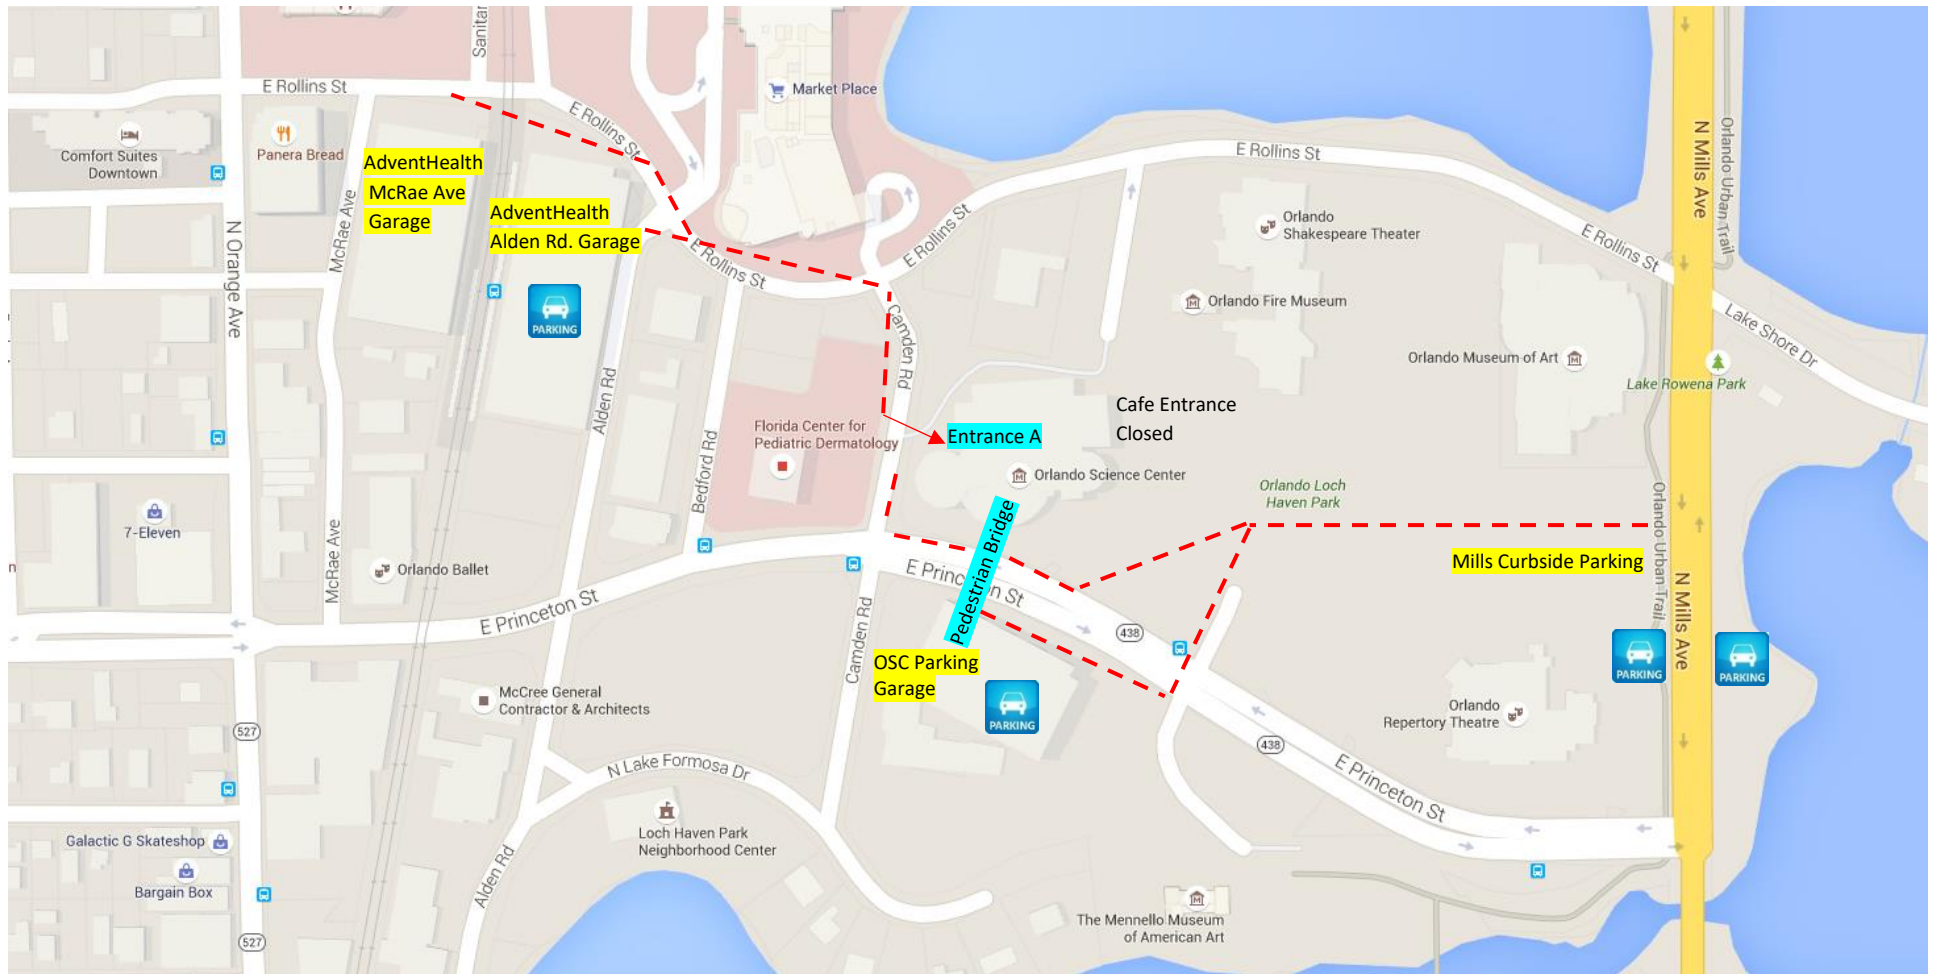 Sanitar
E Rollins St
Market Place
E Rollins St
Comfort Suites
Downtown
Panera Bread
AdventHealth
McRae Ave
Garage
AdventHealth
Alden Rd. Garage
McRae Ave
N Orange Ave
E Rollins St
E Rollins St
E Rollins St
N Mills Ave
Orlando Urban Trail
E Rollins St
Orlando
Shakespeare Theater
Orlando Fire Museum
Lake Shore Dr
Orlando Museum of Art
Lake Rowena Park
PARKING
Camden Rd
Alden Rd
Cafe Entrance
Closed
Florida Center for
Pediatric Dermatology
Entrance A
Bedford Rd
Orlando Science Center
Orlando Loch
Haven Park
Orlando Urban Trail
7-Eleven
McRae Ave
Orlando Ballet
Pedestrian Bridge
Mills Curbside Parking
n
E Princeton St
E Princeton St
N Mills Ave
438
Camden Rd
OSC Parking
Garage
PARKING
PARKING
PARKING
McCree General
Contractor & Architects
Orlando
Repertory Theatre
527
438
N Lake Formosa Dr
E Princeton St
Loch Haven Park
Neighborhood Center
Galactic G Skateshop
Bargain Box
Alden Rd
The Mennello Museum
of American Art
527